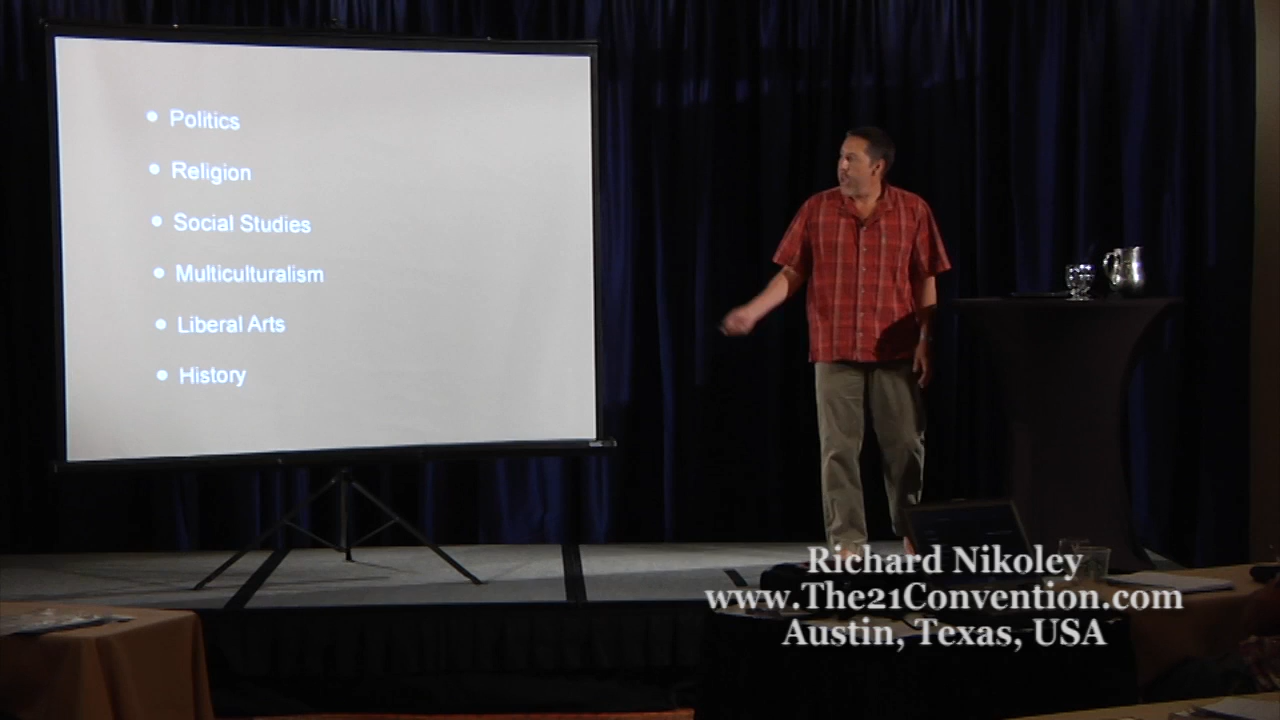 • Politics
• Religion
• Social Studies
• Multiculturalism
• Liberal Arts
• History
Richard Nikoley
www.The21Convention.com
Austin, Texas, USA